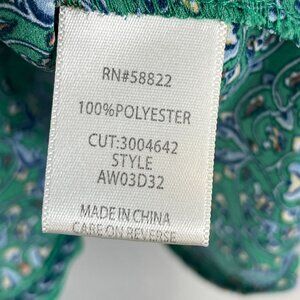 RN#58822
100%POLYESTER
CUT:3004642
STYLE
AW03D32
MADE IN CHINA
CARE ON REVERSE